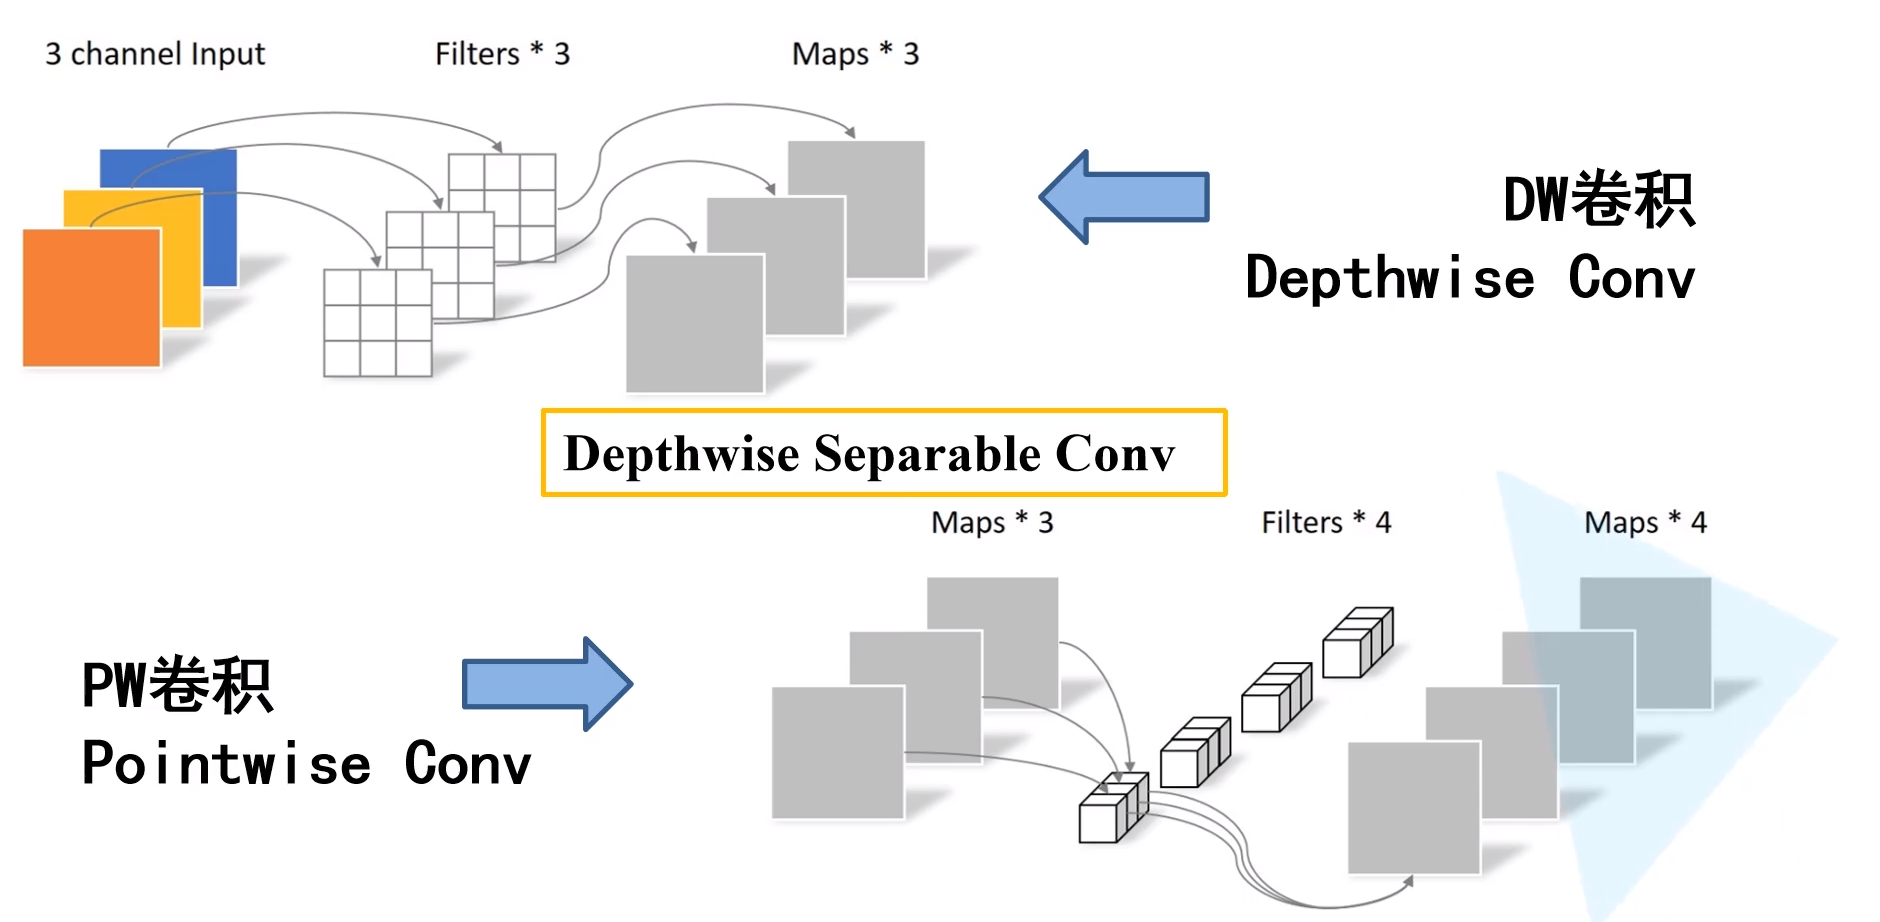 3 channel Input
Filters * 3
Maps * 3
DW卷积
Depthwise Conv
Depthwise Separable Conv
Maps * 3
Filters * 4
Maps * 4
PW卷积
Pointwise Conv